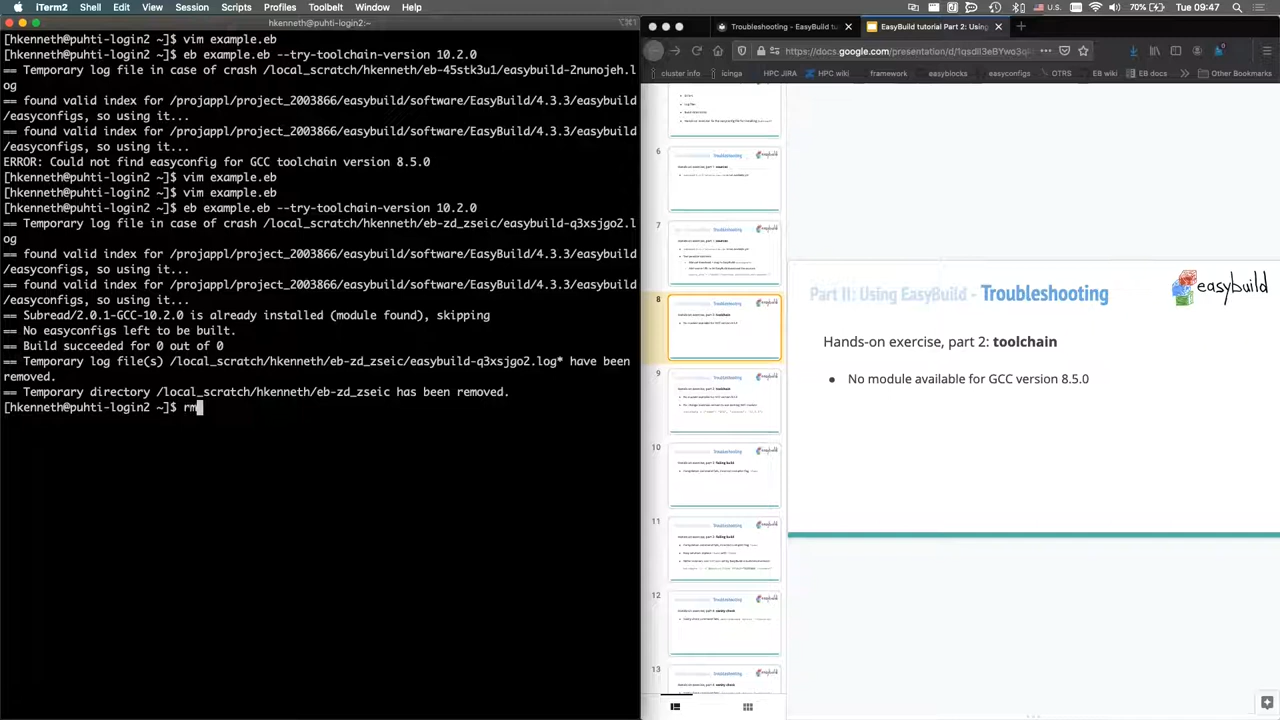 iTerm2 Shell Edit View Session Scripts Profiles Toolbelt Window Help
U.S. 70% Tue 09:47
hkenneth@puhti-login2:~
[hkenneth@puhti-login2 ~]$ vim example.eb
[hkenneth@puhti-login2 ~]$ eb example.eb --try-toolchain-version 10.2.0
== Temporary log file in case of crash /local_scratch/hkenneth/eb-45stk3u1/easybuild-2nunojeh.l
og
== found valid index for /projappl/project_2003868/easybuild/software/EasyBuild/4.3.3/easybuild
/easyconfigs, so using it...
== found valid index for /projappl/project_2003868/easybuild/software/EasyBuild/4.3.3/easybuild
/easyconfigs, so using it...
ERROR: Could not find easyconfig for GCC toolchain version 8.5.0
[hkenneth@puhti-login2 ~]$ vim example.eb
[hkenneth@puhti-login2 ~]$ vim example.eb
[hkenneth@puhti-login2 ~]$ eb example.eb --try-toolchain-version 10.2.0
== Temporary log file in case of crash /local_scratch/hkenneth/eb-zd_zseic/easybuild-q3xsjgo2.l
og
== found valid index for /projappl/project_2003868/easybuild/software/EasyBuild/4.3.3/easybuild
/easyconfigs, so using it...
== found valid index for /projappl/project_2003868/easybuild/software/EasyBuild/4.3.3/easybuild
/easyconfigs, so using it...
== eb-tutorial/1.0.1-GCC-10.2.0 is already installed (module found), skipping
== No easyconfigs left to be built.
== Build succeeded for 0 out of 0
== Temporary log file(s) /local_scratch/hkenneth/eb-zd_zseic/easybuild-q3xsjgo2.log* have been
removed.
== Temporary directory /local_scratch/hkenneth/eb-zd_zseic has been removed.
[hkenneth@puhti-login2 ~]$ rm
Troubleshooting - EasyBuild tu
EasyBuild tutorial Part 2: Using
cluster info icinga HPC JIRA HPC wiki framework easyblocks easyconfigs OTRS EB wiki EB docs Other Bookmarks
6
7
8
9
10
11
12
13
easybuild
Part II: Using EasyBuild - Troubleshooting
Hands-on exercise, part 2: toolchain
● No module available for GCC version 8.3.0